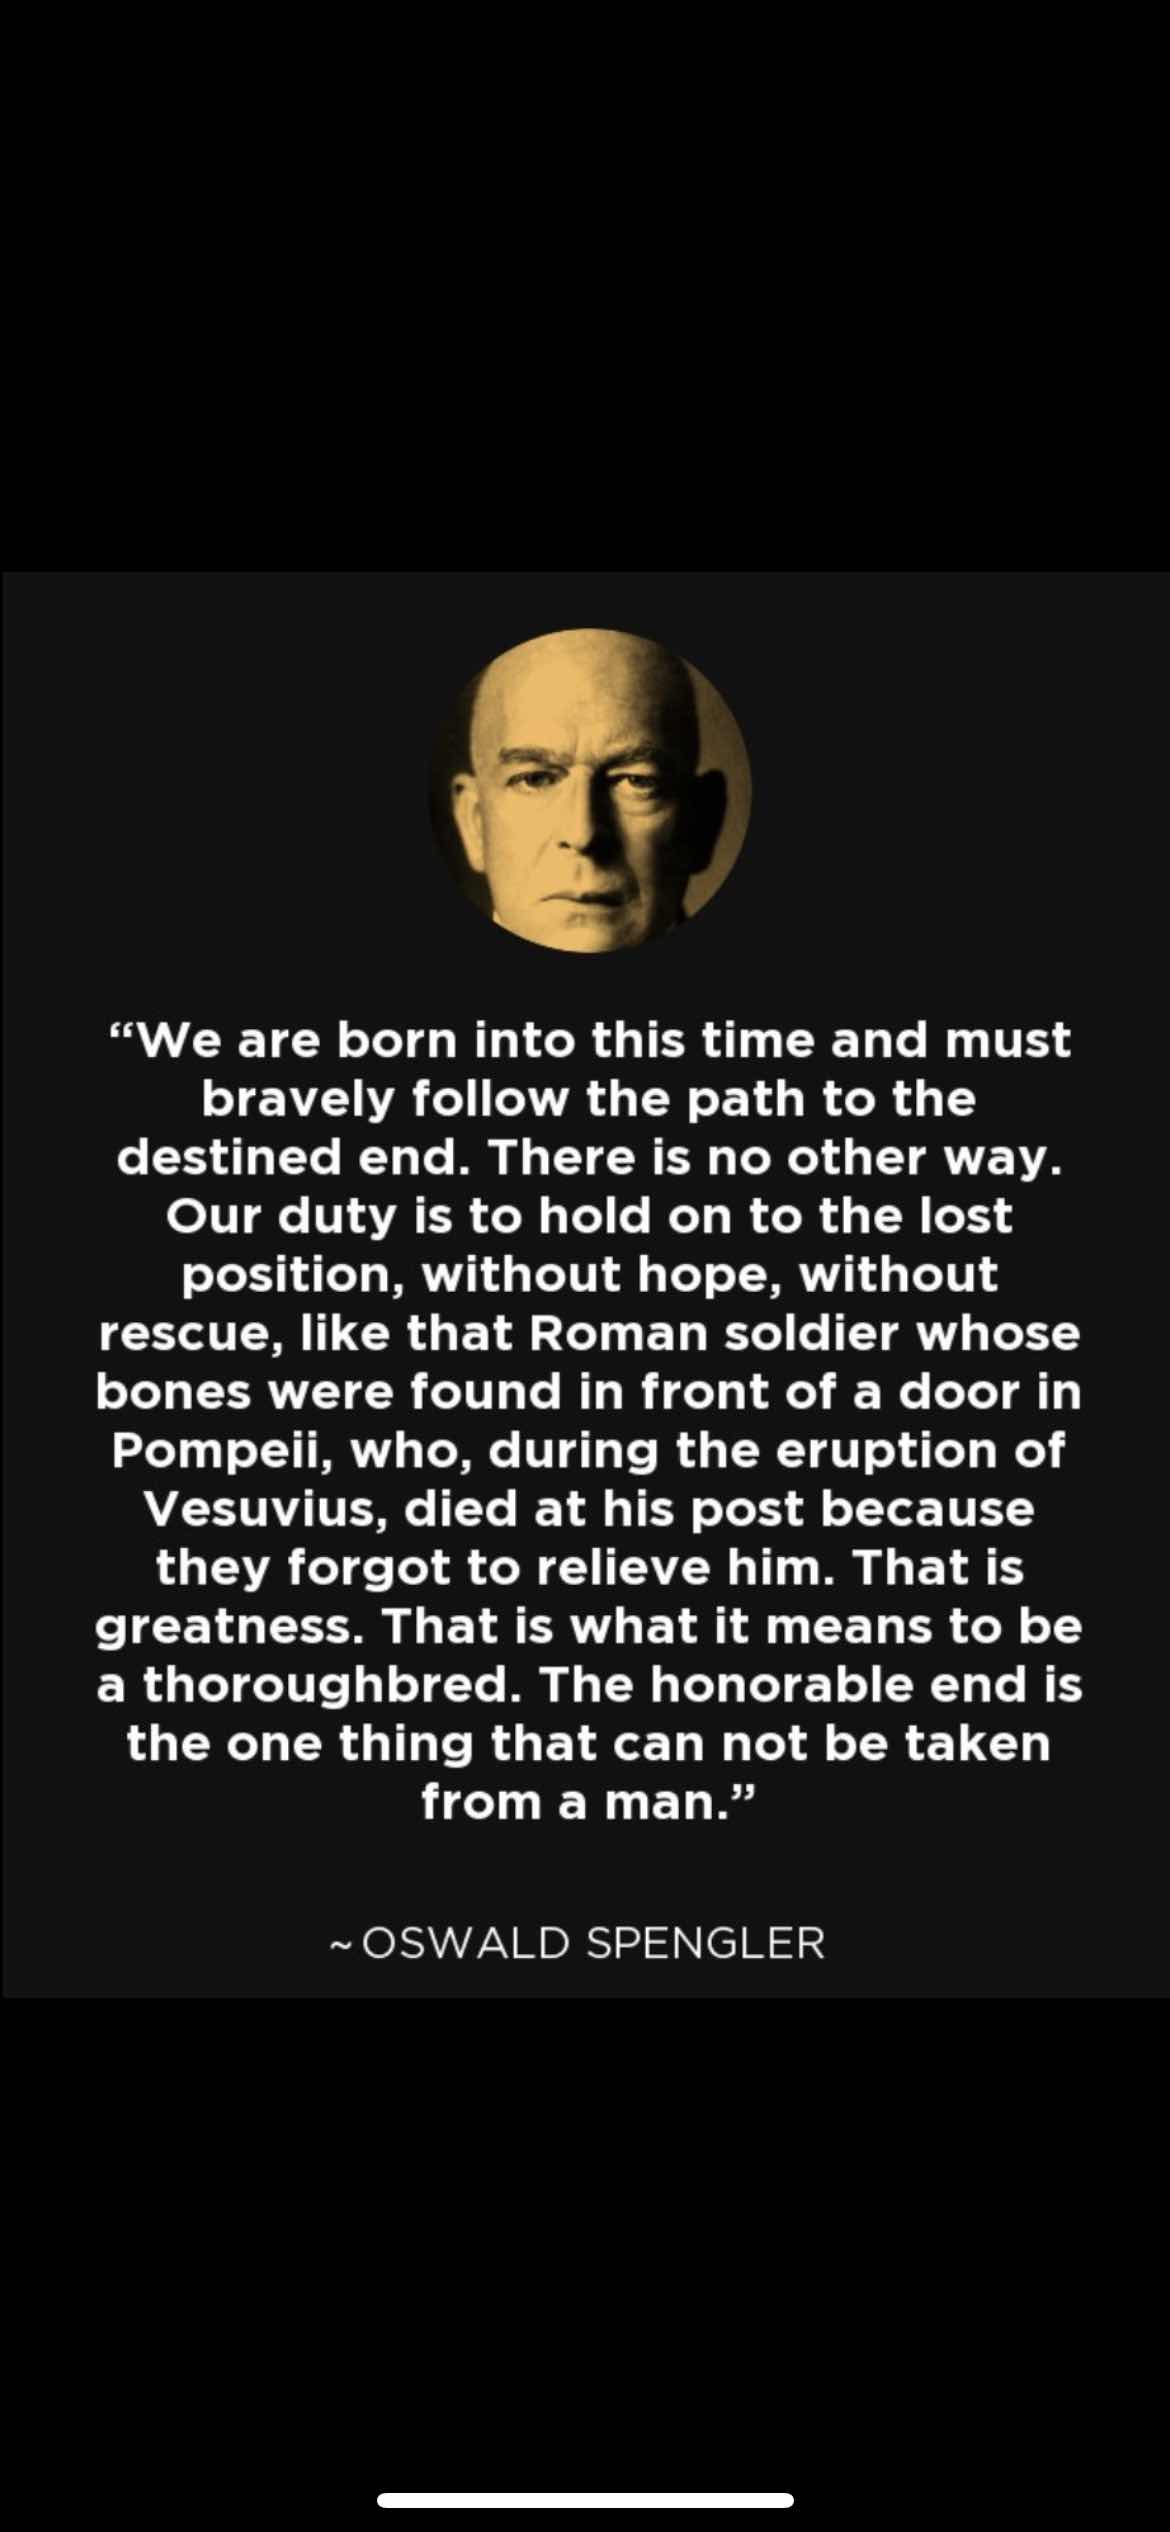 “We are born into this time and must
bravely follow the path to the
destined end. There is no other way.
Our duty is to hold on to the lost
position, without hope, without
rescue, like that Roman soldier whose
bones were found in front of a door in
Pompeii, who, during the eruption of
Vesuvius, died at his post because
they forgot to relieve him. That is
greatness. That is what it means to be
a thoroughbred. The honorable end is
the one thing that can not be taken
from a man.”
~ OSWALD SPENGLER